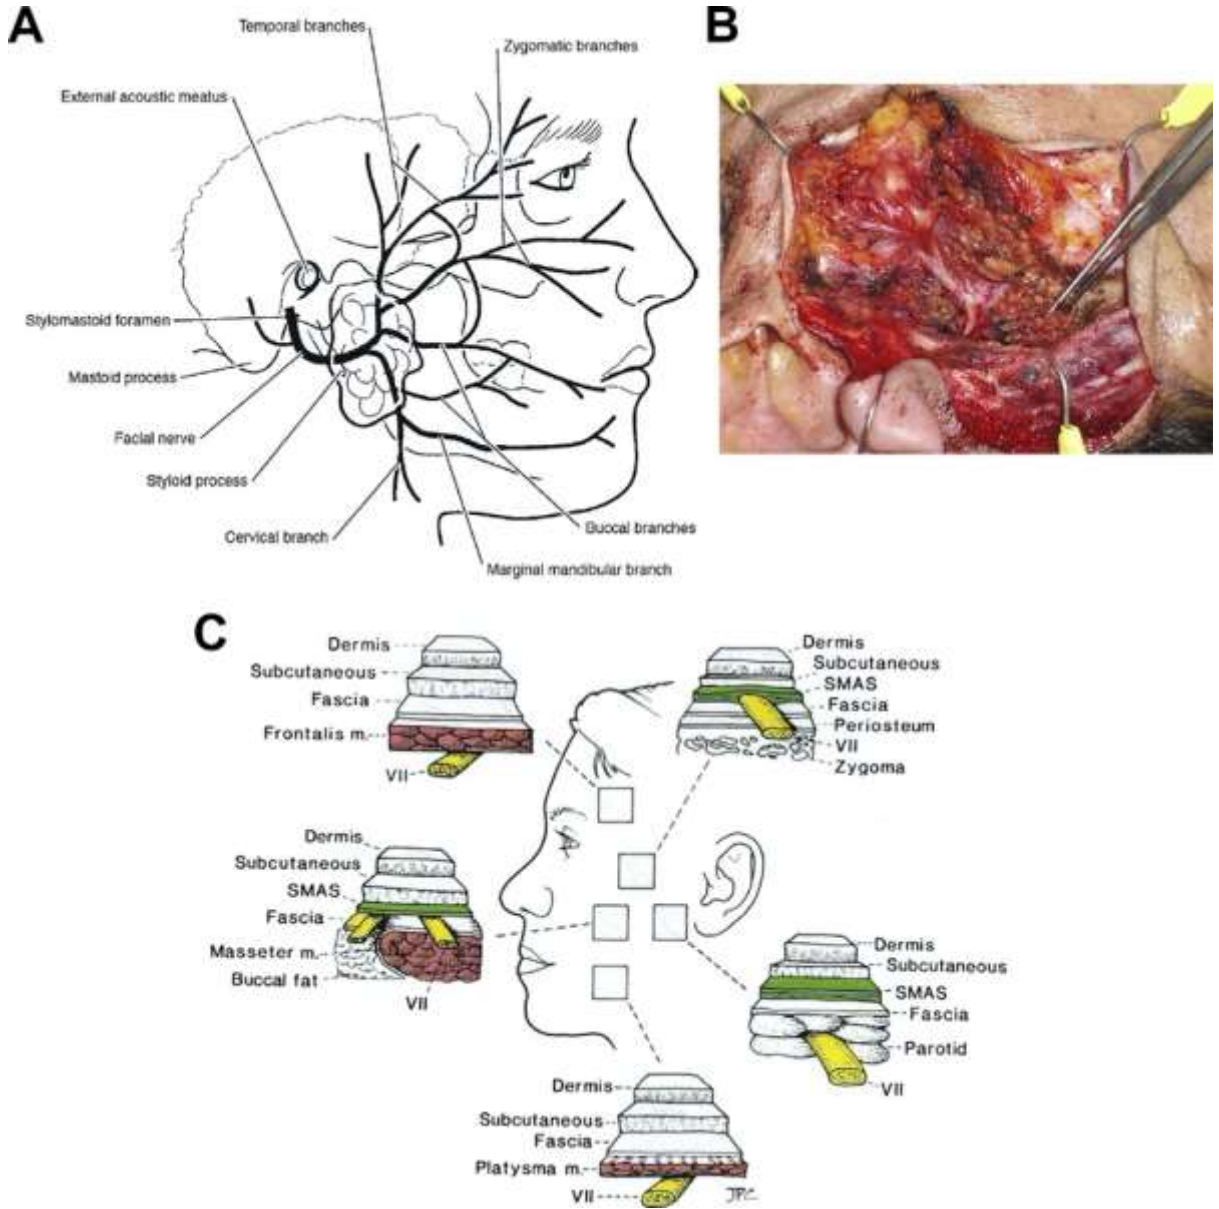 A
Temporal branches
Zygomatic branches
External acoustic meatus
Stylomastoid foramen
Mastoid process
Facial nerve
Styloid process
Cervical branch
Buccal branches
Marginal mandibular branch
B
C
Dermis
Subcutaneous
Fascia
Frontalis m.
VII
Dermis
Subcutaneous
SMAS
Fascia
Periosteum
VII
Zygoma
Dermis
Subcutaneous
SMAS
Fascia
Masseter m.
Buccal fat
VII
Dermis
Subcutaneous
SMAS
Fascia
Parotid
VII
Dermis
Subcutaneous
Fascia
Platysma m.
VII
JPC